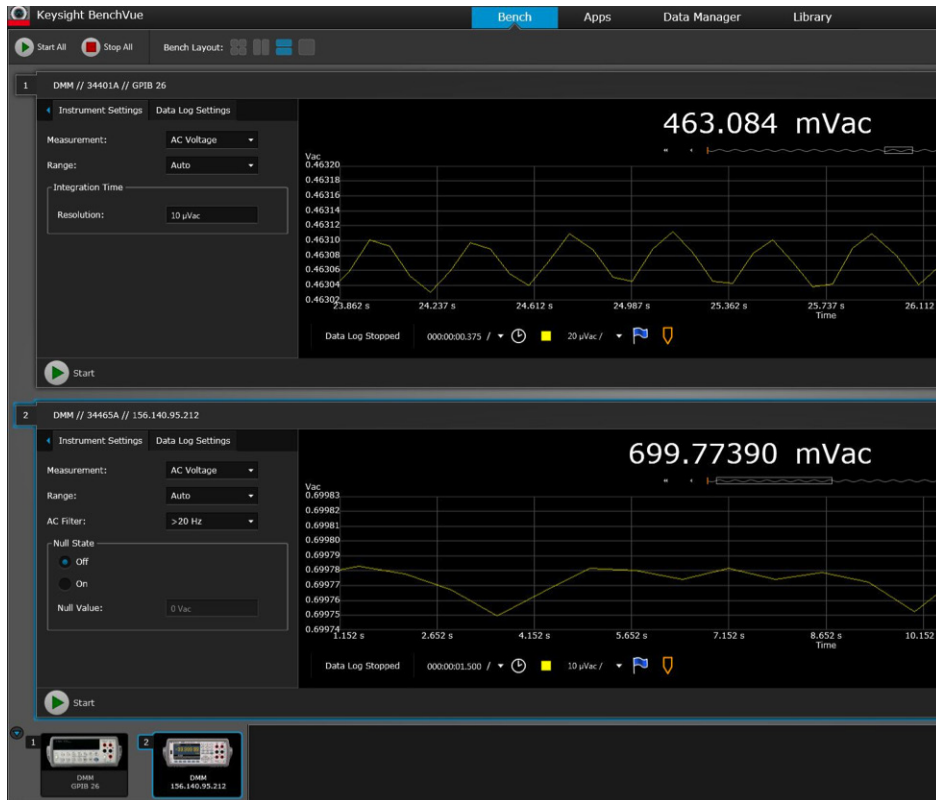 Keysight BenchVue
Bench Apps Data Manager Library
Start All Stop All Bench Layout:
1 DMM // 34401A // GPIB 26
Instrument Settings Data Log Settings
463.084 mVac
Measurement: AC Voltage
Range: Auto
Integration Time
Resolution: 10 µVac
Vac
0.46320
0.46318
0.46316
0.46314
0.46312
0.46310
0.46308
0.46306
0.46304
0.46302
23.862 s 24.237 s 24.612 s 24.987 s 25.362 s 25.737 s 26.112
Time
Data Log Stopped 000:00:00.375 / 20 µVac /
Start
2 DMM // 34465A // 156.140.95.212
Instrument Settings Data Log Settings
699.77390 mVac
Measurement: AC Voltage
Range: Auto
AC Filter: >20 Hz
Null State
Off
On
Null Value: 0 Vac
Vac
0.69983
0.69982
0.69981
0.69980
0.69979
0.69978
0.69977
0.69976
0.69975
0.69974
1.152 s 2.652 s 4.152 s 5.652 s 7.152 s 8.652 s 10.152
Time
Data Log Stopped 000:00:01.500 / 10 µVac /
Start
1 2
DMM
GPIB 26
DMM
156.140.95.212